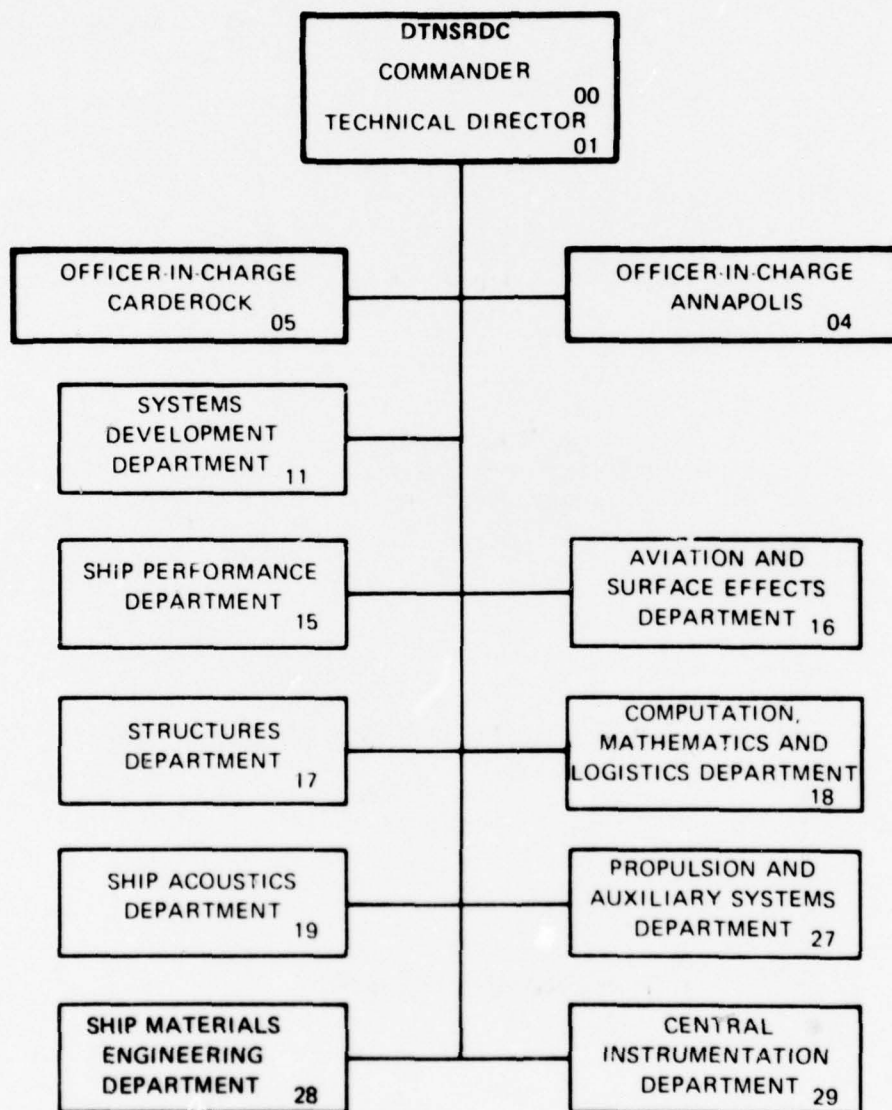 DTNSRDC
COMMANDER
00
TECHNICAL DIRECTOR
01
OFFICER-IN-CHARGE
CARDEROCK
05
OFFICER-IN-CHARGE
ANNAPOLIS
04
SYSTEMS
DEVELOPMENT
DEPARTMENT
11
SHIP PERFORMANCE
DEPARTMENT
15
AVIATION AND
SURFACE EFFECTS
DEPARTMENT
16
STRUCTURES
DEPARTMENT
17
COMPUTATION,
MATHEMATICS AND
LOGISTICS DEPARTMENT
18
SHIP ACOUSTICS
DEPARTMENT
19
PROPULSION AND
AUXILIARY SYSTEMS
DEPARTMENT
27
SHIP MATERIALS
ENGINEERING
DEPARTMENT
28
CENTRAL
INSTRUMENTATION
DEPARTMENT
29